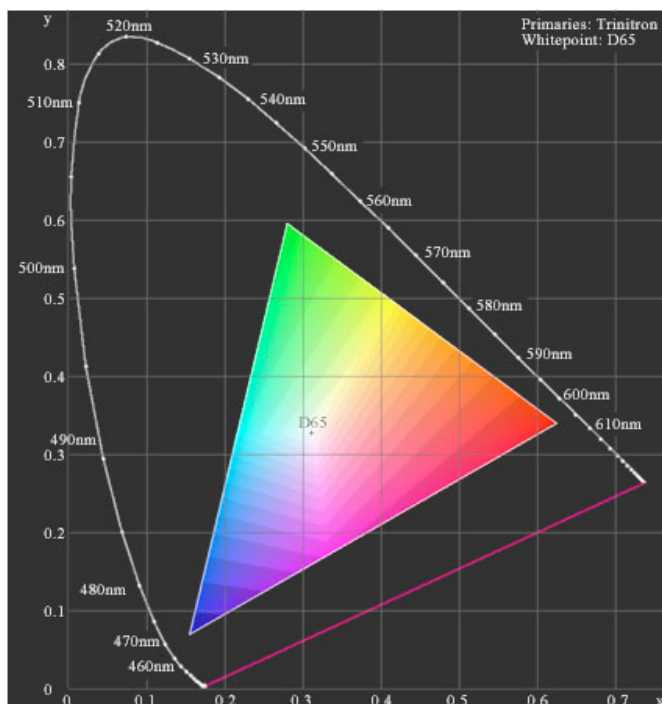 y
Primaries: Trinitron
Whitepoint: D65
520nm
0.8
530nm
510nm
540nm
0.7
550nm
560nm
0.6
570nm
500nm
0.5
580nm
590nm
0.4
600nm
D65
610nm
490nm
0.3
0.2
480nm
0.1
470nm
460nm
0
0
0.1
0.2
0.3
0.4
0.5
0.6
0.7
x